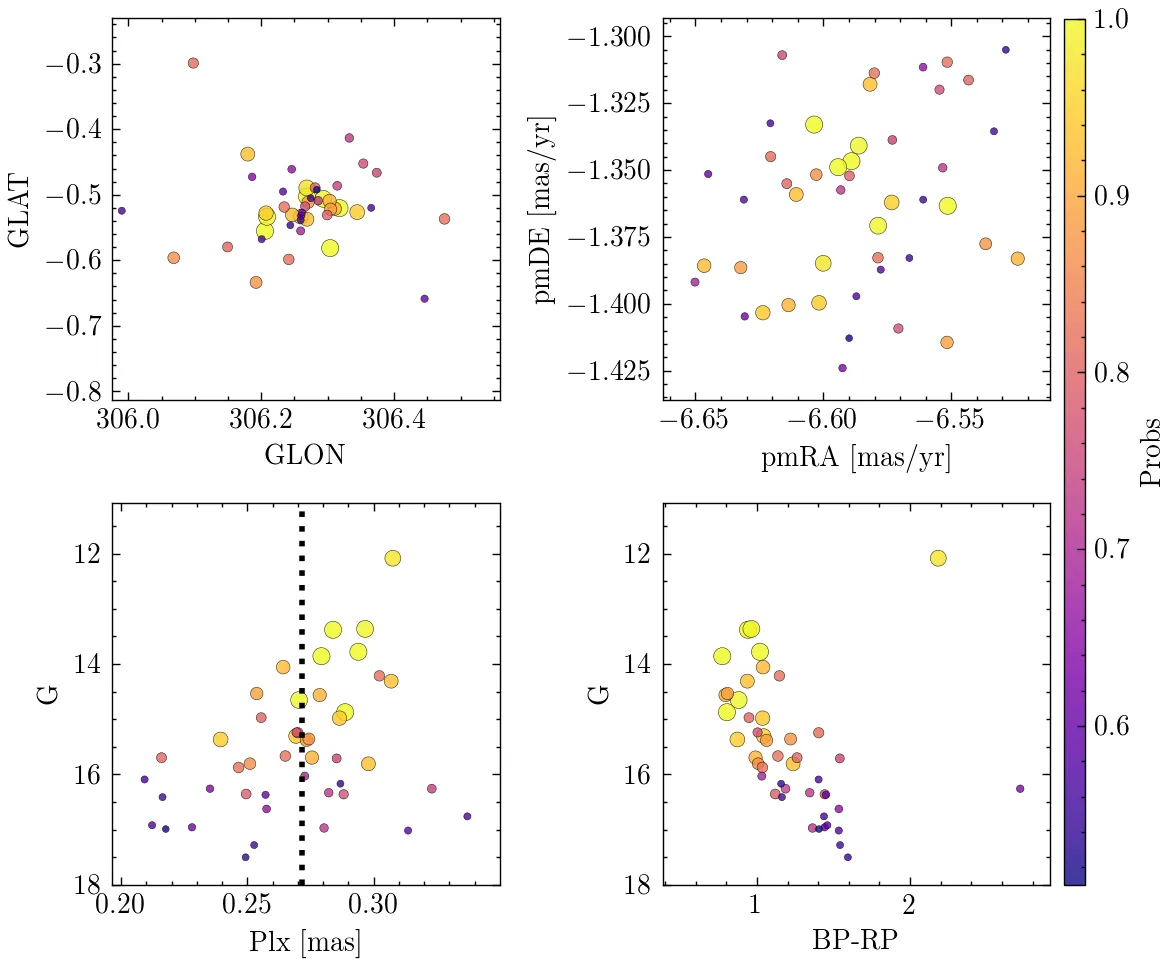 −0.3
−0.4
−0.5
−0.6
−0.7
−0.8
GLAT
306.0 306.2 306.4
GLON
−1.300
−1.325
−1.350
−1.375
−1.400
−1.425
pmDE [mas/yr]
−6.65 −6.60 −6.55
pmRA [mas/yr]
12
14
16
18
G
0.20 0.25 0.30
Plx [mas]
12
14
16
18
G
1 2
BP-RP
1.0
0.9
0.8
0.7
0.6
Probs